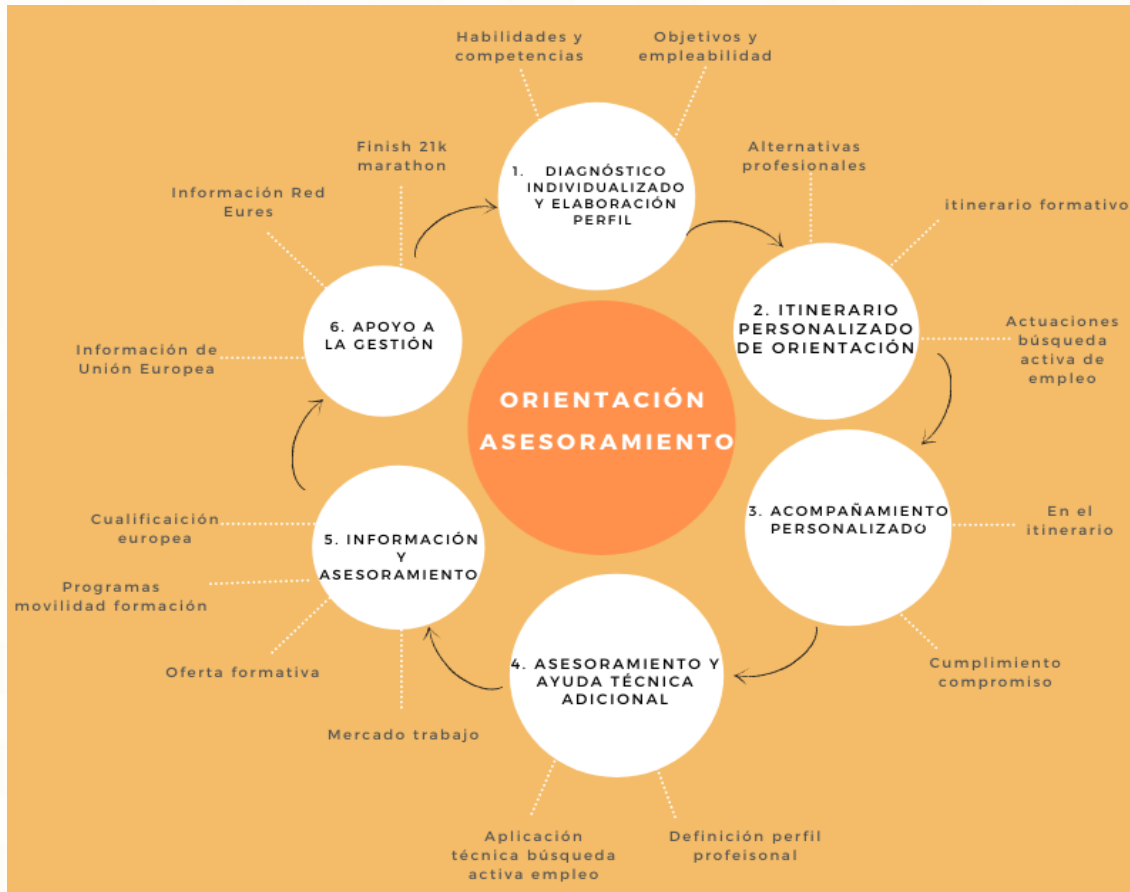 Habilidades y
competencias
Objetivos y
empleabilidad
Finish 21k
marathon
Alternativas
profesionales
Información Red
Eures
itinerario formativo
1. DIAGNÓSTICO
INDIVIDUALIZADO
Y ELABORACIÓN
PERFIL
2. ITINERARIO
PERSONALIZADO
DE ORIENTACIÓN
Actuaciones
búsqueda
activa de
empleo
6. APOYO A
LA GESTIÓN
Información de
Unión Europea
ORIENTACIÓN
ASESORAMIENTO
3. ACOMPAÑAMIENTO
PERSONALIZADO
En el
itinerario
Cumplimiento
compromiso
5. INFORMACIÓN
Y
ASESORAMIENTO
Cualificaición
europea
Programas
movilidad formación
Oferta formativa
Mercado trabajo
4. ASESORAMIENTO Y
AYUDA TÉCNICA
ADICIONAL
Aplicación
técnica búsqueda
activa empleo
Definición perfil
profeisonal